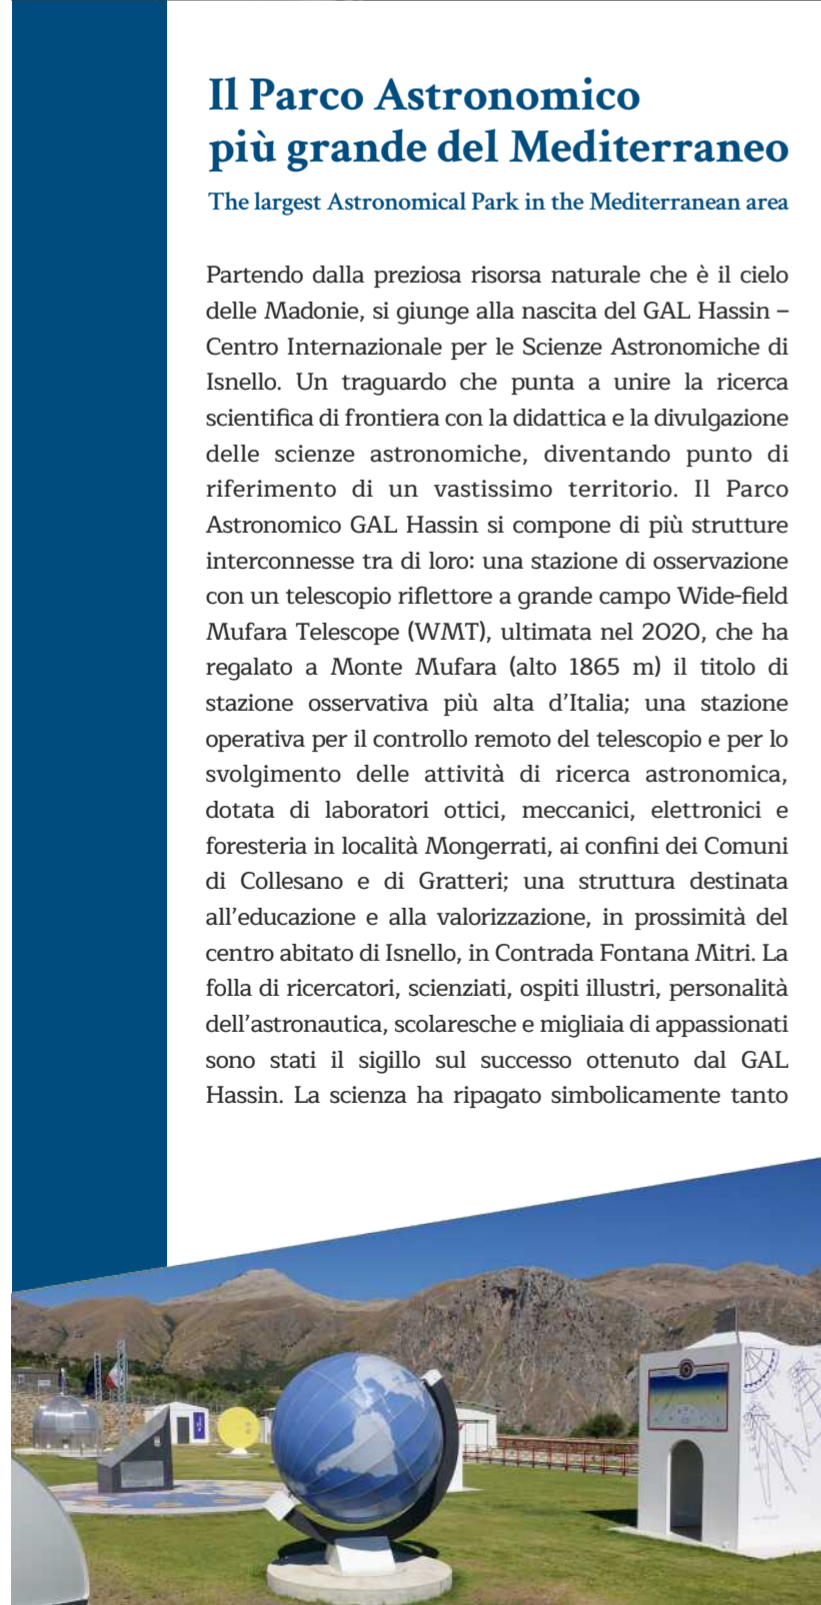 Il Parco Astronomico
più grande del Mediterraneo
The largest Astronomical Park in the Mediterranean area
Partendo dalla preziosa risorsa naturale che è il cielo
delle Madonie, si giunge alla nascita del GAL Hassin –
Centro Internazionale per le Scienze Astronomiche di
Isnello. Un traguardo che punta a unire la ricerca
scientifica di frontiera con la didattica e la divulgazione
delle scienze astronomiche, diventando punto di
riferimento di un vastissimo territorio. Il Parco
Astronomico GAL Hassin si compone di più strutture
interconnesse tra di loro: una stazione di osservazione
con un telescopio riflettore a grande campo Wide-field
Mufara Telescope (WMT), ultimata nel 2020, che ha
regalato a Monte Mufara (alto 1865 m) il titolo di
stazione osservativa più alta d’Italia; una stazione
operativa per il controllo remoto del telescopio e per lo
svolgimento delle attività di ricerca astronomica,
dotata di laboratori ottici, meccanici, elettronici e
foresteria in località Mongerrati, ai confini dei Comuni
di Collesano e di Gratteri; una struttura destinata
all’educazione e alla valorizzazione, in prossimità del
centro abitato di Isnello, in Contrada Fontana Mitri. La
folla di ricercatori, scienziati, ospiti illustri, personalità
dell’astronautica, scolaresche e migliaia di appassionati
sono stati il sigillo sul successo ottenuto dal GAL
Hassin. La scienza ha ripagato simbolicamente tanto